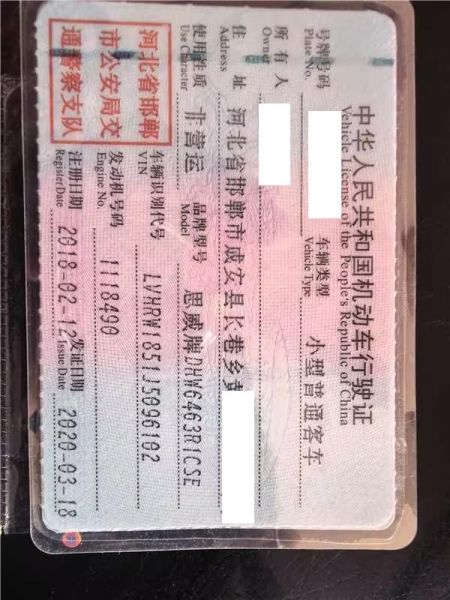 中华人民共和国机动车行驶证
Vehicle License of the People's Republic of China
号牌号码
Plate No.
车辆类型
Vehicle Type
小型普通客车
所有人
Owner
住址
Address
河北省邯郸市成安县长巷乡
使用性质
Use Character
非营运
品牌型号
Model
思威牌DHW6463R1CSE
河北省邯郸
市公安局交
通警察支队
车辆识别代号
VIN
LVHRW1851J5096102
发动机号码
Engine No.
1118490
注册日期
Register Date
2018-02-12
发证日期
Issue Date
2020-03-18